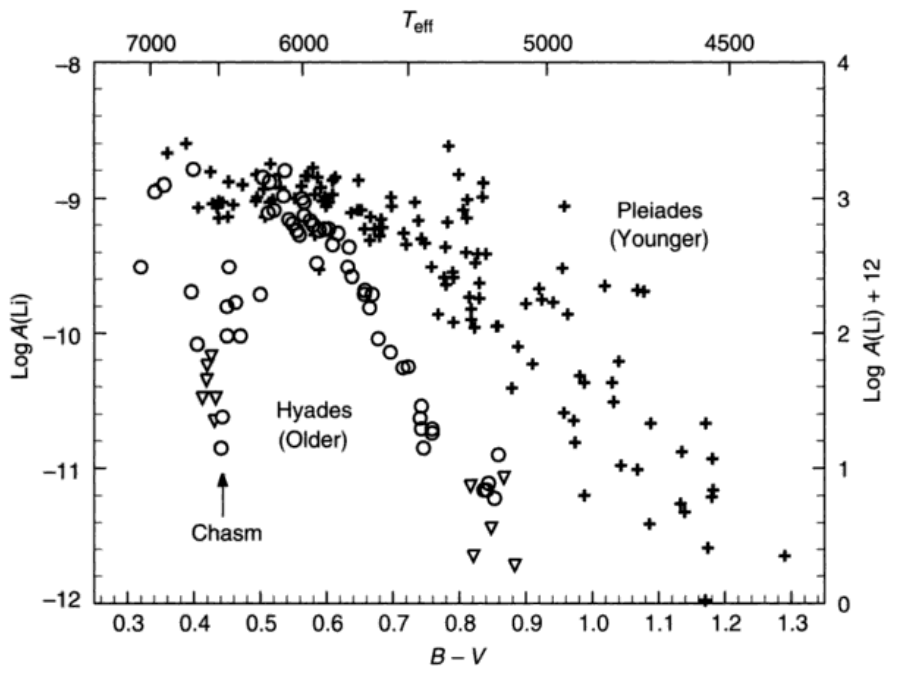 T_eff
7000 6000 5000 4500
−8 4
−9 3
Pleiades
(Younger)
Log A(Li)
Log A(Li) + 12
−10 2
Hyades
(Older)
−11 1
Chasm
−12 0
0.3 0.4 0.5 0.6 0.7 0.8 0.9 1.0 1.1 1.2 1.3
B – V